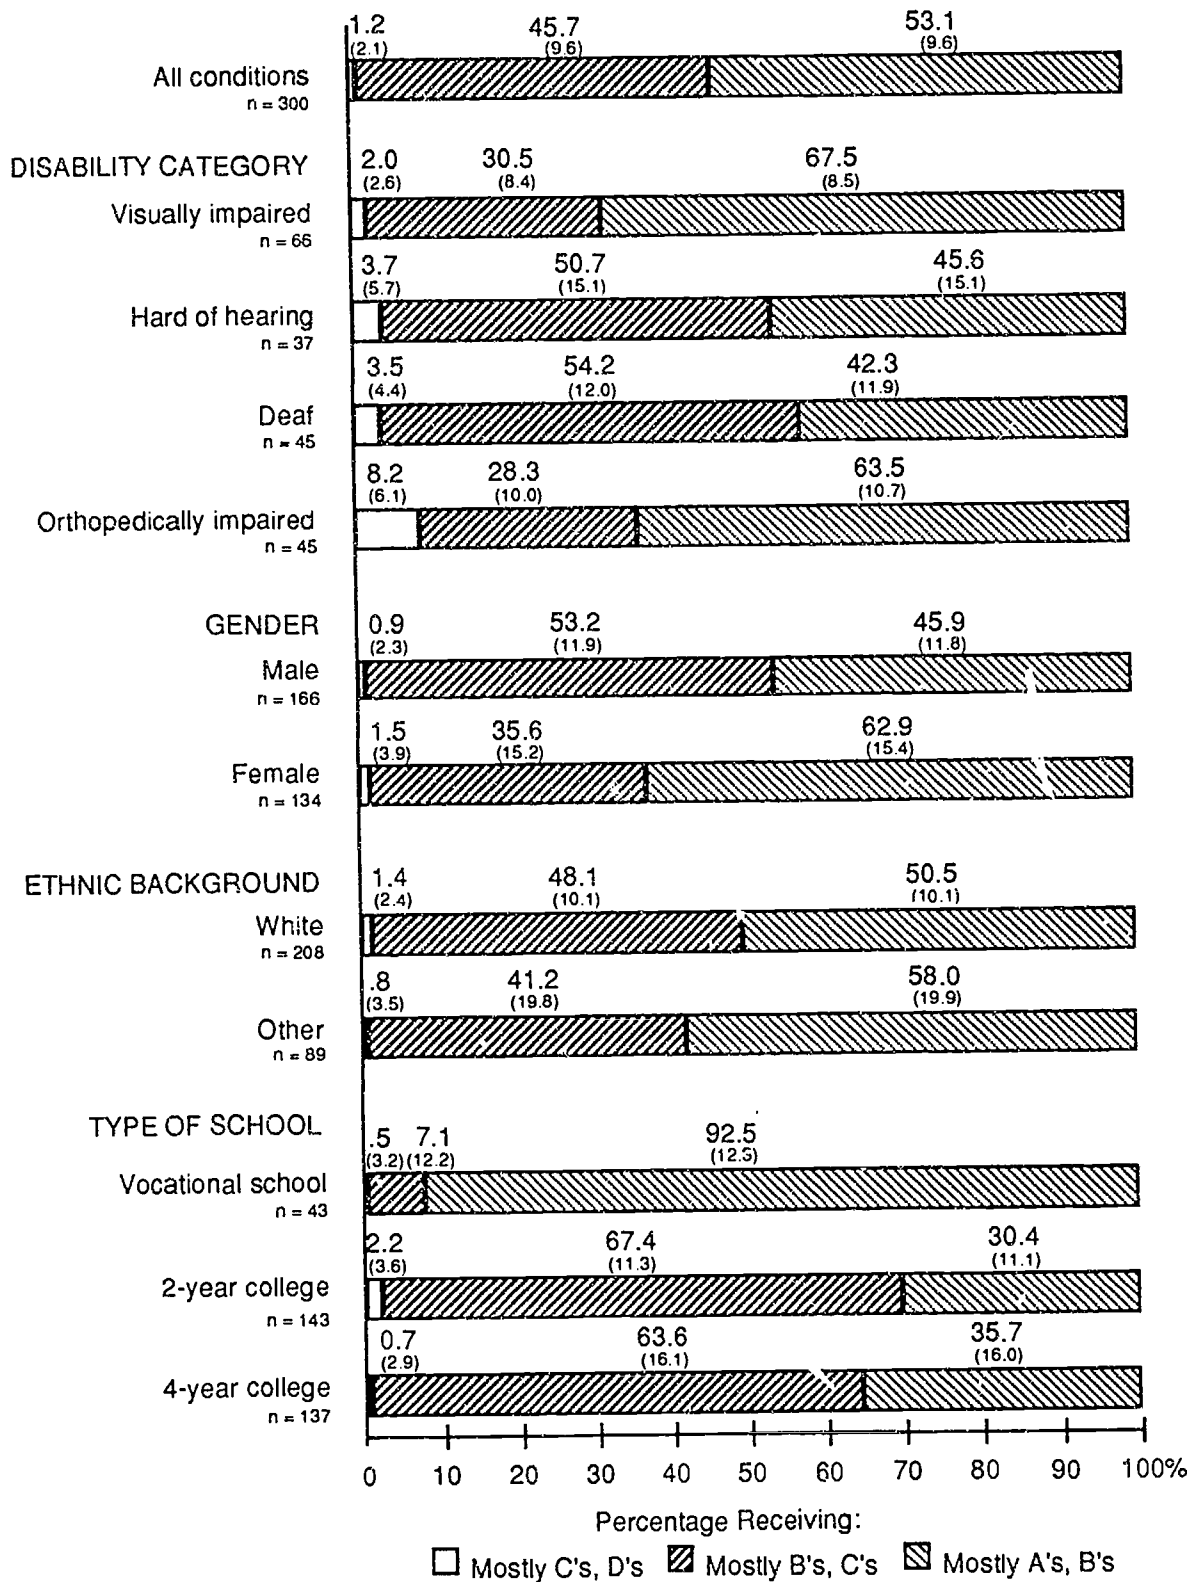 1.2 45.7 53.1
(2.1) (9.6) (9.6)
All conditions
n = 300
DISABILITY CATEGORY 2.0 30.5 67.5
(2.6) (8.4) (8.5)
Visually impaired
n = 66
3.7 50.7 45.6
(5.7) (15.1) (15.1)
Hard of hearing
n = 37
3.5 54.2 42.3
(4.4) (12.0) (11.9)
Deaf
n = 45
8.2 28.3 63.5
(6.1) (10.0) (10.7)
Orthopedically impaired
n = 45
GENDER 0.9 53.2 45.9
(2.3) (11.9) (11.8)
Male
n = 166
1.5 35.6 62.9
(3.9) (15.2) (15.4)
Female
n = 134
ETHNIC BACKGROUND 1.4 48.1 50.5
(2.4) (10.1) (10.1)
White
n = 208
.8 41.2 58.0
(3.5) (19.8) (19.9)
Other
n = 89
TYPE OF SCHOOL .5 7.1 92.5
(3.2) (12.2)
Vocational school
n = 43
2.2 67.4 30.4
(3.6) (11.3) (11.1)
2-year college
n = 143
0.7 63.6 35.7
(2.9) (16.1) (16.0)
4-year college
n = 137
0 10 20 30 40 50 60 70 80 90 100%
Percentage Receiving:
Mostly C's, D's Mostly B's, C's Mostly A's, B's